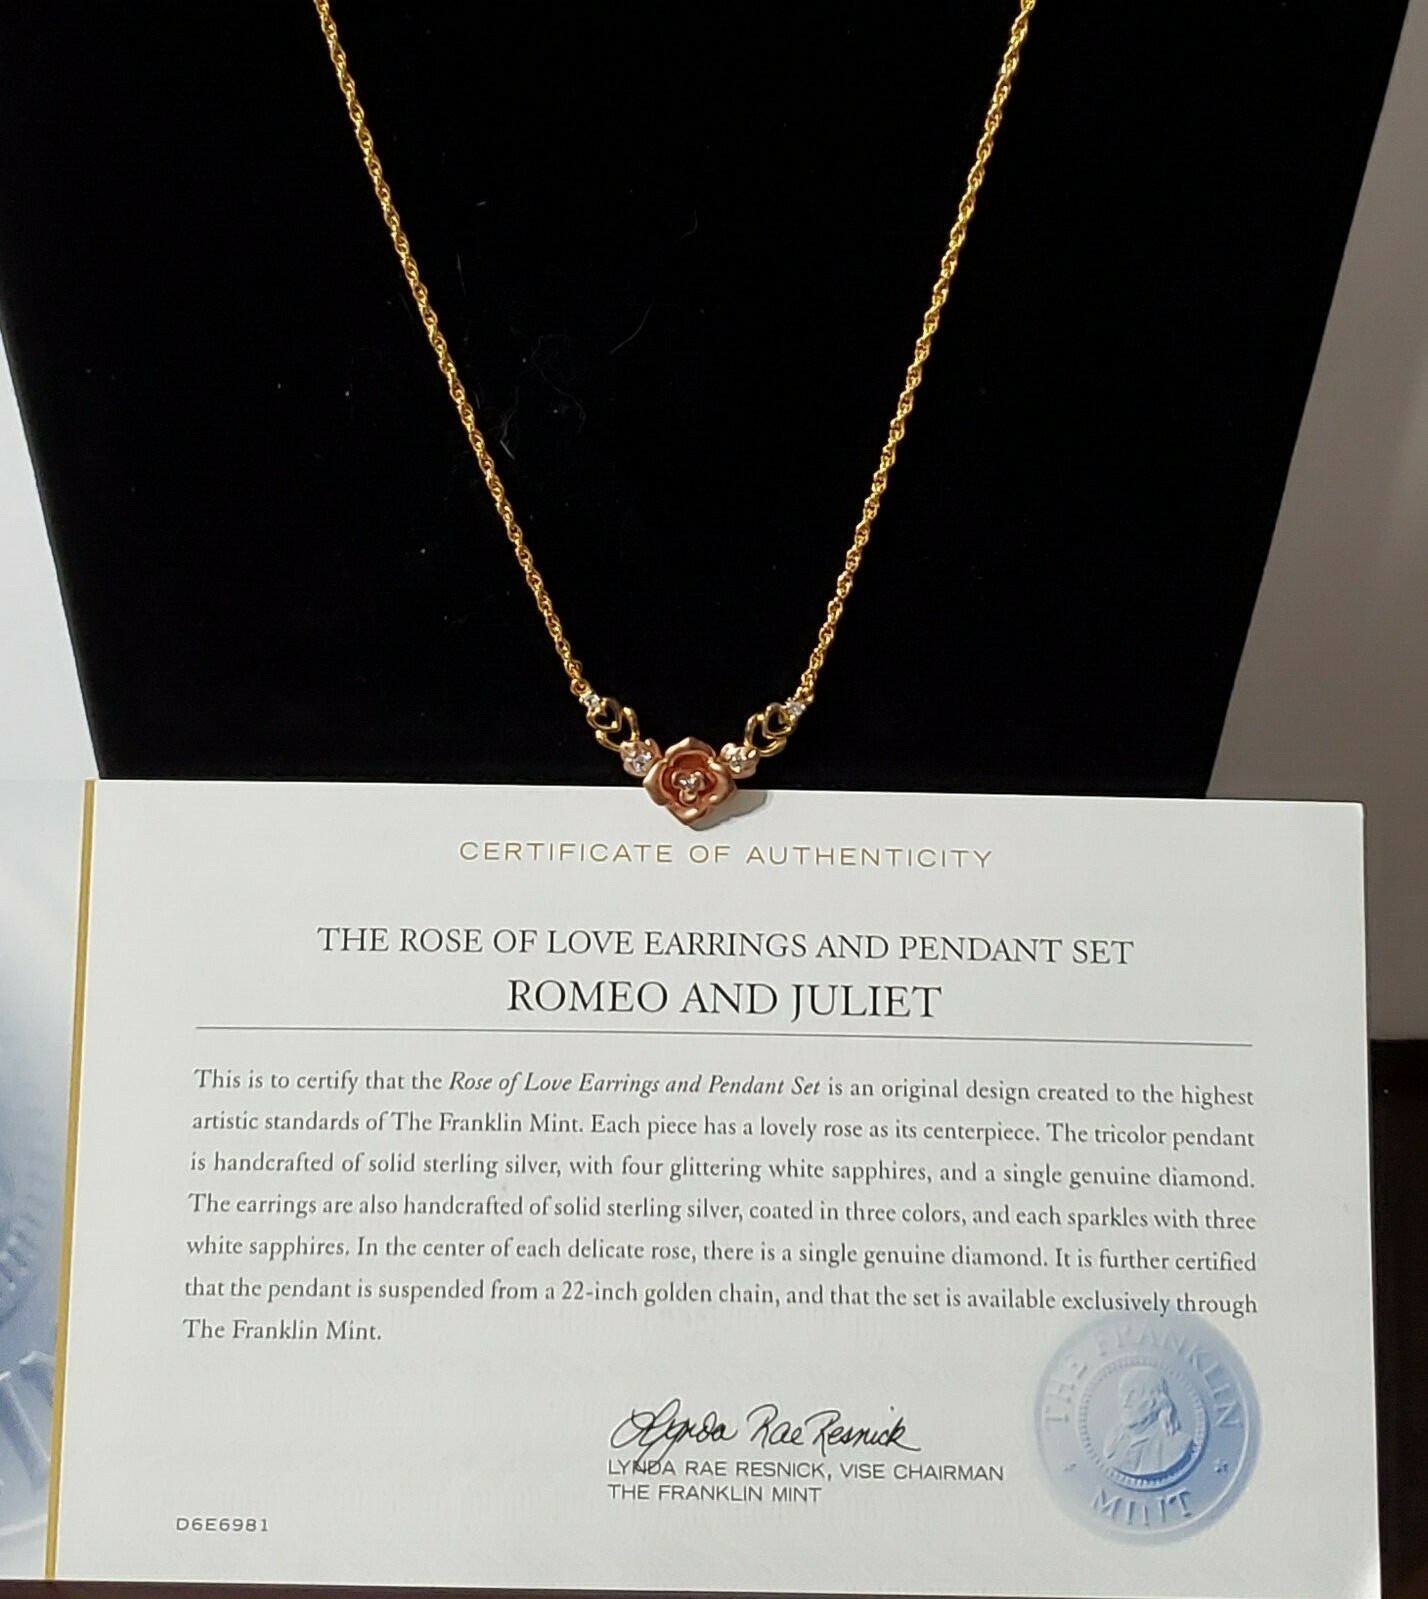 CERTIFICATE OF AUTHENTICITY
THE ROSE OF LOVE EARRINGS AND PENDANT SET
ROMEO AND JULIET
This is to certify that the Rose of Love Earrings and Pendant Set is an original design created to the highest
artistic standards of The Franklin Mint. Each piece has a lovely rose as its centerpiece. The tricolor pendant
is handcrafted of solid sterling silver, with four glittering white sapphires, and a single genuine diamond.
The earrings are also handcrafted of solid sterling silver, coated in three colors, and each sparkles with three
white sapphires. In the center of each delicate rose, there is a single genuine diamond. It is further certified
that the pendant is suspended from a 22-inch golden chain, and that the set is available exclusively through
The Franklin Mint.
Lynda Rae Resnick
LYNDA RAE RESNICK, VISE CHAIRMAN
THE FRANKLIN MINT
THE FRANKLIN
MINT
D6E6981